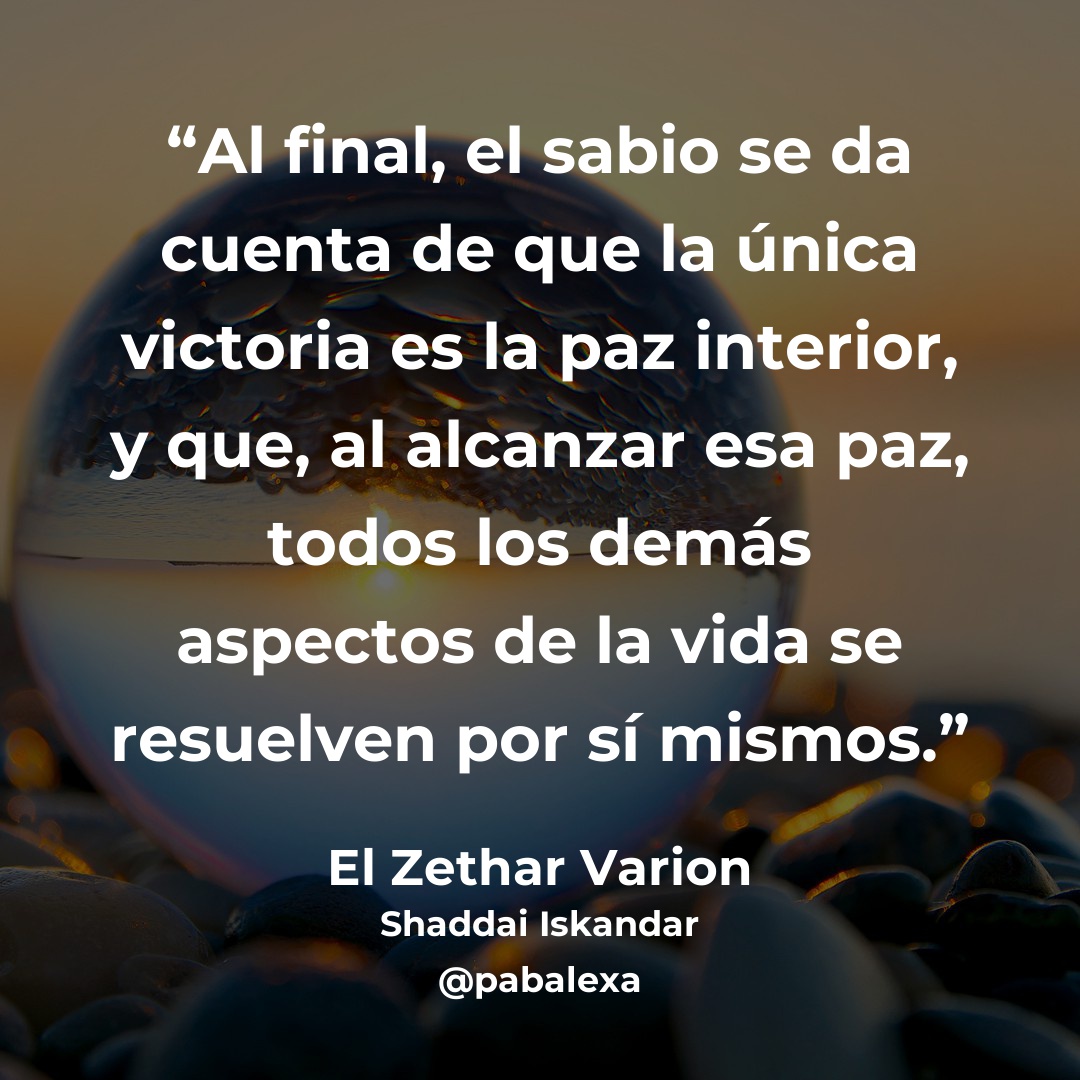 “Al final, el sabio se da
cuenta de que la única
victoria es la paz interior,
y que, al alcanzar esa paz,
todos los demás
aspectos de la vida se
resuelven por sí mismos.”
El Zethar Varion
Shaddai Iskandar
@pabalexa